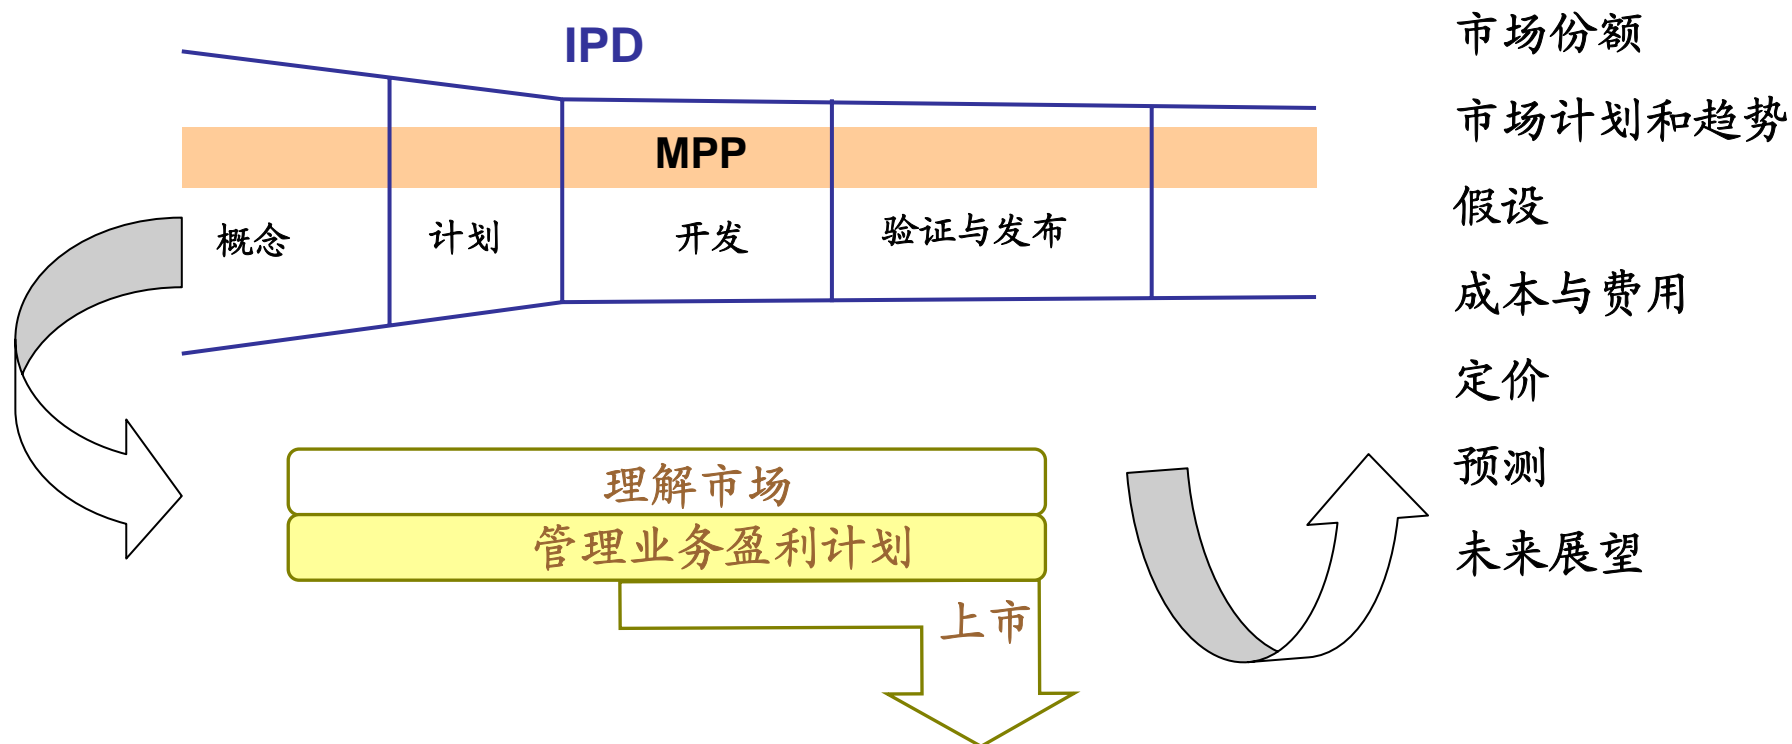 IPD
MPP
概念
计划
开发
验证与发布
理解市场
管理业务盈利计划
上市
市场份额
市场计划和趋势
假设
成本与费用
定价
预测
未来展望